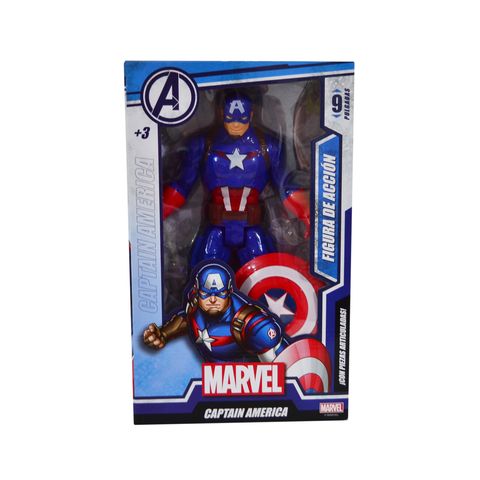 A
+3
9
PULGADAS
CAPTAIN AMERICA
A
FIGURA DE ACCIÓN
¡CON PIEZAS ARTICULADAS!
A
MARVEL
CAPTAIN AMERICA
MARVEL